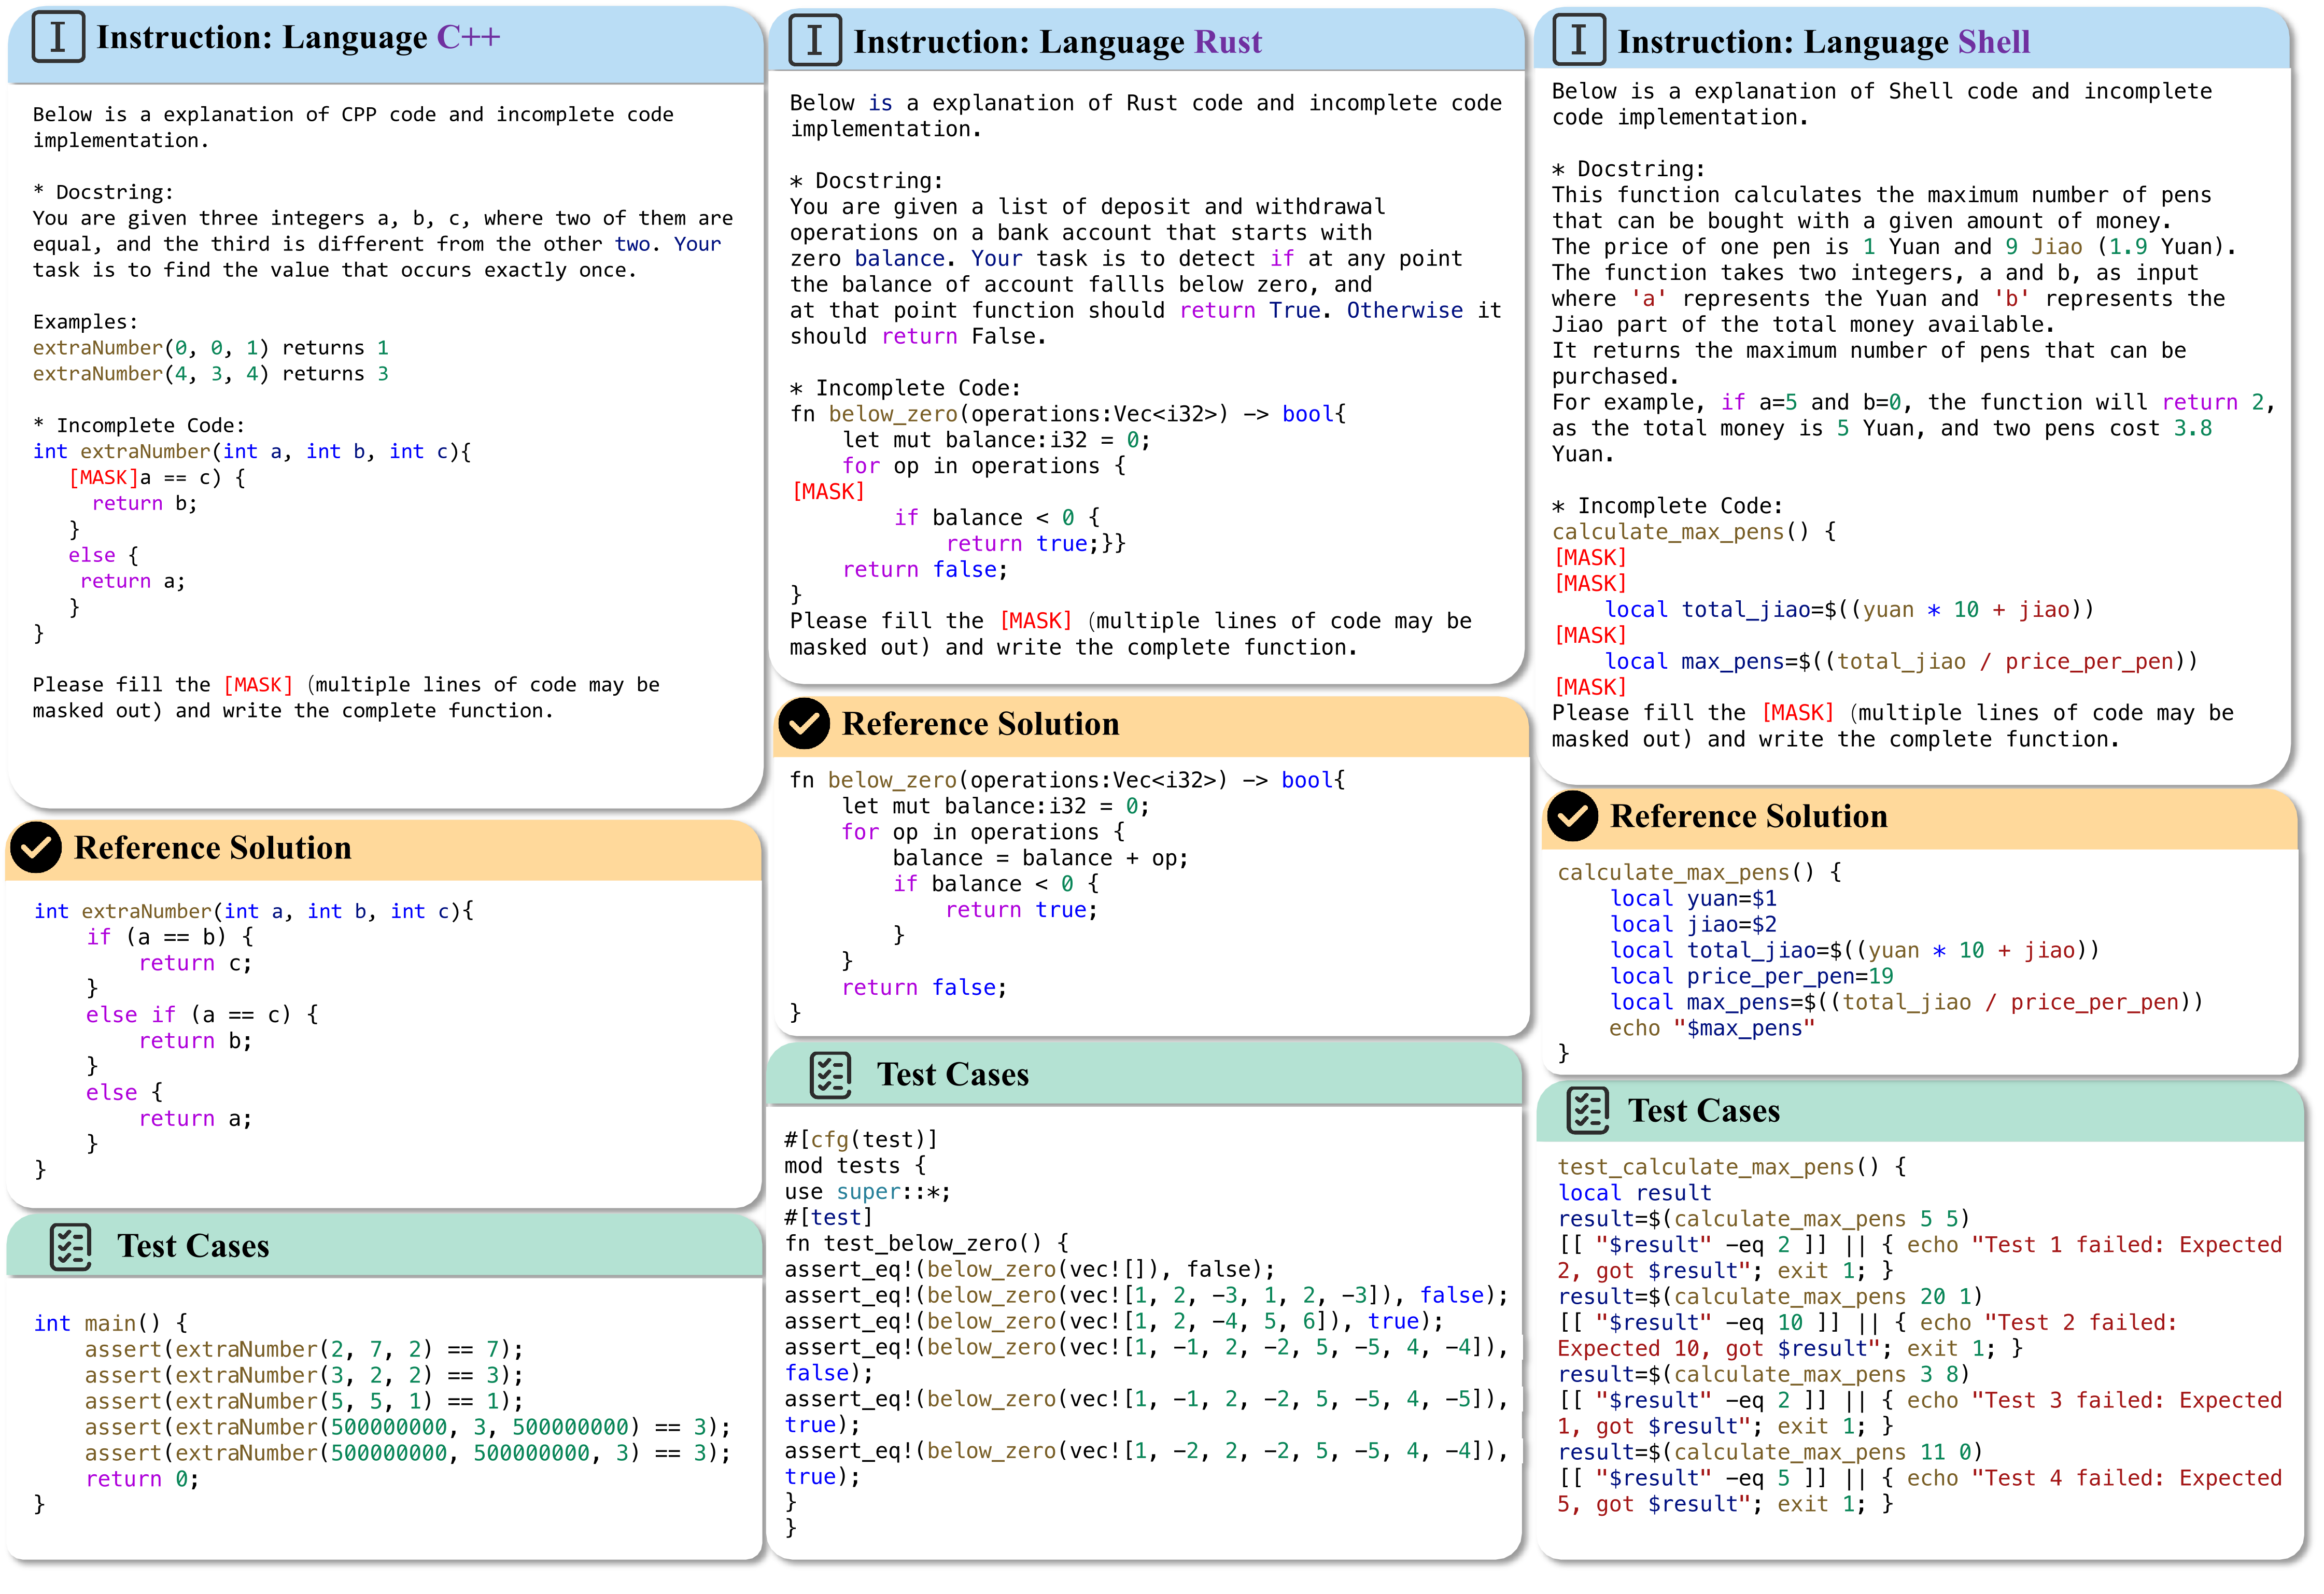 Instruction: Language C++
Below is a explanation of CPP code and incomplete code
implementation.
* Docstring:
You are given three integers a, b, c, where two of them are
equal, and the third is different from the other two. Your
task is to find the value that occurs exactly once.
Examples:
extraNumber(0, 0, 1) returns 1
extraNumber(4, 3, 4) returns 3
* Incomplete Code:
int extraNumber(int a, int b, int c){
[MASK]a == c) {
return b;
}
else {
return a;
}
}
Please fill the [MASK] (multiple lines of code may be
masked out) and write the complete function.
Reference Solution
int extraNumber(int a, int b, int c){
if (a == b) {
return c;
}
else if (a == c) {
return b;
}
else {
return a;
}
}
Test Cases
int main() {
assert(extraNumber(2, 7, 2) == 7);
assert(extraNumber(3, 2, 2) == 3);
assert(extraNumber(5, 5, 1) == 1);
assert(extraNumber(500000000, 3, 500000000) == 3);
assert(extraNumber(500000000, 500000000, 3) == 3);
return 0;
}
Instruction: Language Rust
Below is a explanation of Rust code and incomplete code
implementation.
* Docstring:
You are given a list of deposit and withdrawal
operations on a bank account that starts with
zero balance. Your task is to detect if at any point
the balance of account fallls below zero, and
at that point function should return True. Otherwise it
should return False.
* Incomplete Code:
fn below_zero(operations:Vec<i32>) -> bool{
let mut balance:i32 = 0;
for op in operations {
[MASK]
if balance < 0 {
return true;}}
return false;
}
Please fill the [MASK] (multiple lines of code may be
masked out) and write the complete function.
Reference Solution
fn below_zero(operations:Vec<i32>) -> bool{
let mut balance:i32 = 0;
for op in operations {
balance = balance + op;
if balance < 0 {
return true;
}
}
return false;
}
Test Cases
#[cfg(test)]
mod tests {
use super::*;
#[test]
fn test_below_zero() {
assert_eq!(below_zero(vec![]), false);
assert_eq!(below_zero(vec![1, 2, -3, 1, 2, -3]), false);
assert_eq!(below_zero(vec![1, 2, -4, 5, 6]), true);
assert_eq!(below_zero(vec![1, -1, 2, -2, 5, -5, 4, -4]),
false);
assert_eq!(below_zero(vec![1, -1, 2, -2, 5, -5, 4, -5]),
true);
assert_eq!(below_zero(vec![1, -2, 2, -2, 5, -5, 4, -4]),
true);
}
}
Instruction: Language Shell
Below is a explanation of Shell code and incomplete
code implementation.
* Docstring:
This function calculates the maximum number of pens
that can be bought with a given amount of money.
The price of one pen is 1 Yuan and 9 Jiao (1.9 Yuan).
The function takes two integers, a and b, as input
where 'a' represents the Yuan and 'b' represents the
Jiao part of the total money available.
It returns the maximum number of pens that can be
purchased.
For example, if a=5 and b=0, the function will return 2,
as the total money is 5 Yuan, and two pens cost 3.8
Yuan.
* Incomplete Code:
calculate_max_pens() {
[MASK]
[MASK]
local total_jiao=$((yuan * 10 + jiao))
[MASK]
local max_pens=$((total_jiao / price_per_pen))
[MASK]
Please fill the [MASK] (multiple lines of code may be
masked out) and write the complete function.
Reference Solution
calculate_max_pens() {
local yuan=$1
local jiao=$2
local total_jiao=$((yuan * 10 + jiao))
local price_per_pen=19
local max_pens=$((total_jiao / price_per_pen))
echo "$max_pens"
}
Test Cases
test_calculate_max_pens() {
local result
result=$(calculate_max_pens 5 5)
[[ "$result" -eq 2 ]] || { echo "Test 1 failed: Expected
2, got $result"; exit 1; }
result=$(calculate_max_pens 20 1)
[[ "$result" -eq 10 ]] || { echo "Test 2 failed:
Expected 10, got $result"; exit 1; }
result=$(calculate_max_pens 3 8)
[[ "$result" -eq 2 ]] || { echo "Test 3 failed: Expected
1, got $result"; exit 1; }
result=$(calculate_max_pens 11 0)
[[ "$result" -eq 5 ]] || { echo "Test 4 failed: Expected
5, got $result"; exit 1; }